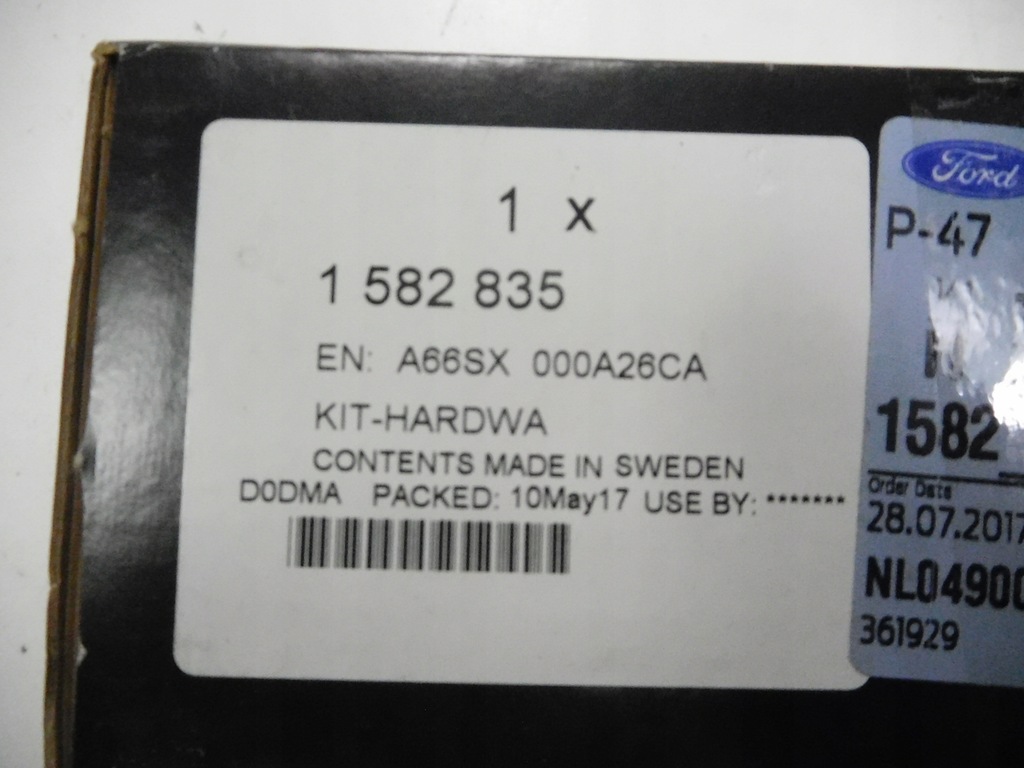 1 x
1 582 835
EN: A66SX 000A26CA
KIT-HARDWA
CONTENTS MADE IN SWEDEN
D0DMA PACKED: 10May17 USE BY: *******
Ford
P-47
1582
Order Date
28.07.2017
NL04900
361929